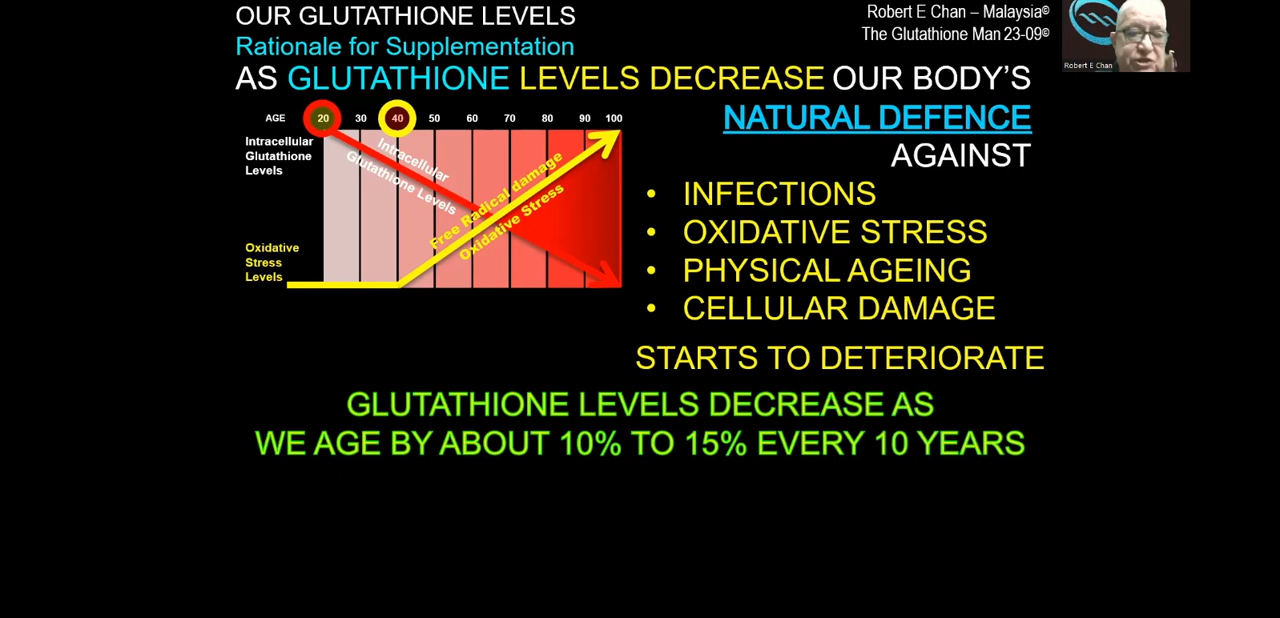 OUR GLUTATHIONE LEVELS
Rationale for Supplementation
Robert E Chan – Malaysia©
The Glutathione Man 23-09©
Robert E Chan
AS GLUTATHIONE LEVELS DECREASE OUR BODY'S
NATURAL DEFENCE
AGAINST
AGE 20 30 40 50 60 70 80 90 100
Intracellular
Glutathione
Levels
Intracellular
Glutathione Levels
Free Radical damage
Oxidative Stress
Oxidative
Stress
Levels
• INFECTIONS
• OXIDATIVE STRESS
• PHYSICAL AGEING
• CELLULAR DAMAGE
STARTS TO DETERIORATE
GLUTATHIONE LEVELS DECREASE AS
WE AGE BY ABOUT 10% TO 15% EVERY 10 YEARS